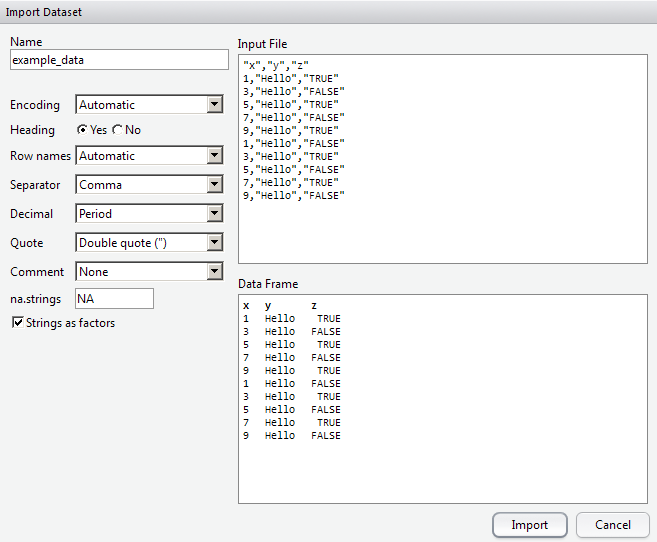 Import Dataset
Name
example_data
Encoding Automatic
Heading Yes No
Row names Automatic
Separator Comma
Decimal Period
Quote Double quote (")
Comment None
na.strings NA
Strings as factors
Input File
"x","y","z"
1,"Hello","TRUE"
3,"Hello","FALSE"
5,"Hello","TRUE"
7,"Hello","FALSE"
9,"Hello","TRUE"
1,"Hello","FALSE"
3,"Hello","TRUE"
5,"Hello","FALSE"
7,"Hello","TRUE"
9,"Hello","FALSE"
Data Frame
x y z
1 Hello TRUE
3 Hello FALSE
5 Hello TRUE
7 Hello FALSE
9 Hello TRUE
1 Hello FALSE
3 Hello TRUE
5 Hello FALSE
7 Hello TRUE
9 Hello FALSE
Import Cancel